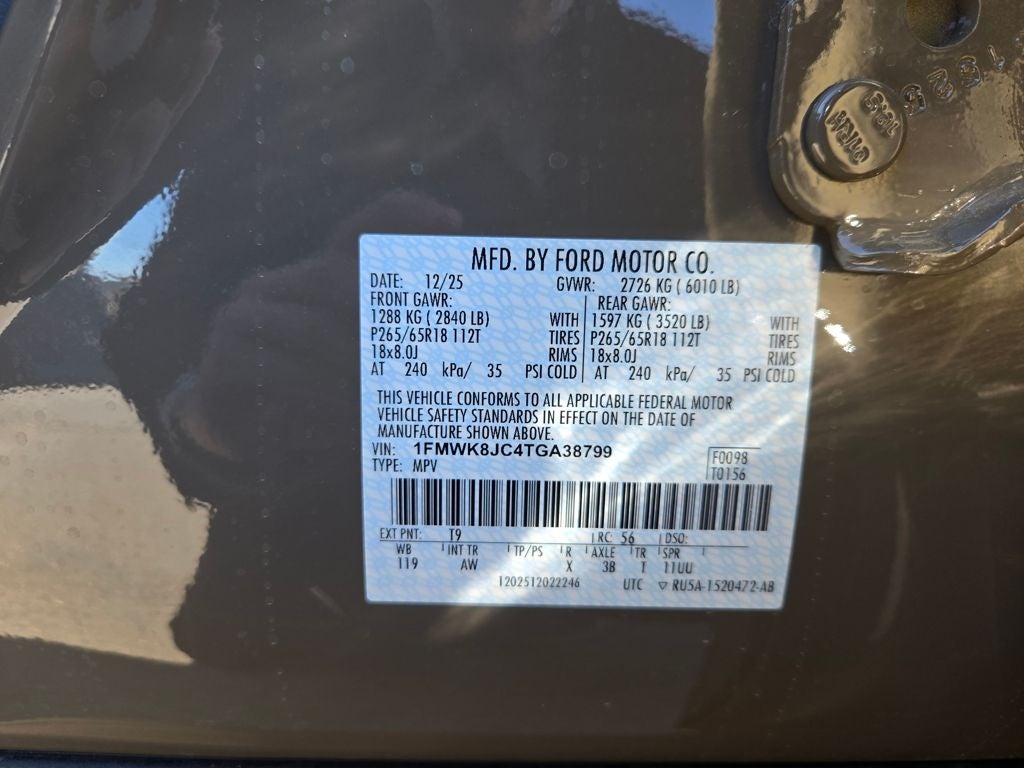 MFD. BY FORD MOTOR CO.
DATE: 12/25 GVWR: 2726 KG ( 6010 LB)
FRONT GAWR: REAR GAWR:
1288 KG ( 2840 LB) WITH 1597 KG ( 3520 LB) WITH
P265/65R18 112T TIRES P265/65R18 112T TIRES
18x8.0J RIMS 18x8.0J RIMS
AT 240 kPa/ 35 PSI COLD AT 240 kPa/ 35 PSI COLD
THIS VEHICLE CONFORMS TO ALL APPLICABLE FEDERAL MOTOR
VEHICLE SAFETY STANDARDS IN EFFECT ON THE DATE OF
MANUFACTURE SHOWN ABOVE.
VIN: 1FMWK8JC4TGA38799
F0098
TYPE: MPV
T0156
EXT PNT: T9 RC: 56 DSO:
WB INT TR TP/PS R AXLE TR SPR
119 AW X 3B T 11UU
1202512022246 UTC ▽ RU5A-1520472-AB